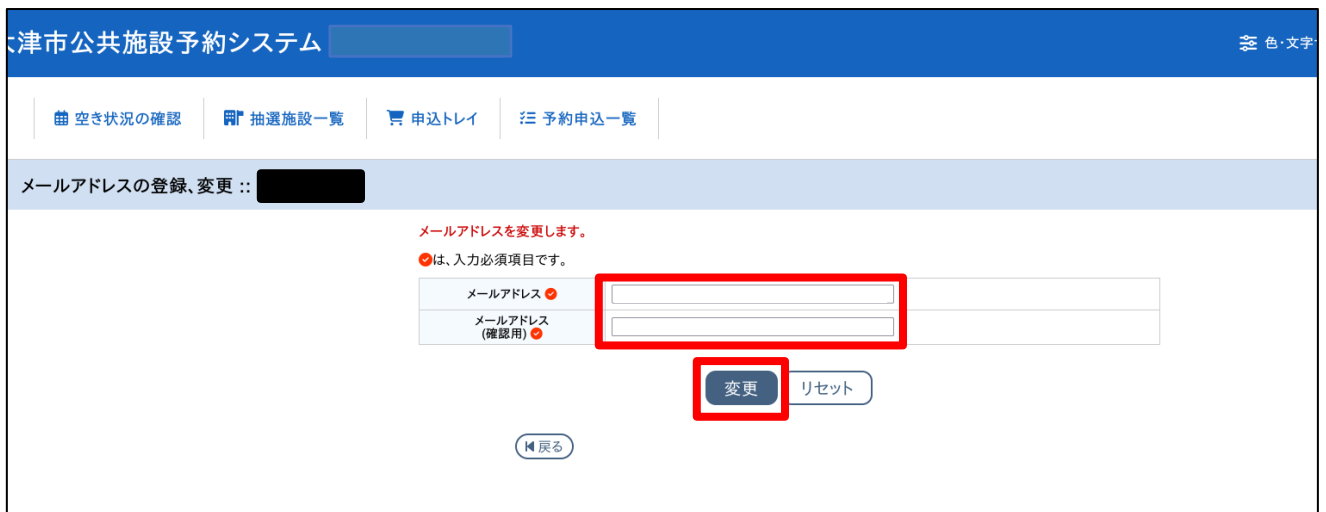 津市公共施設予約システム
色・文字
空き状況の確認 抽選施設一覧 申込トレイ 予約申込一覧
メールアドレスの登録、変更 ::
メールアドレスを変更します。
は、入力必須項目です。
メールアドレス
メールアドレス
(確認用)
変更 リセット
戻る